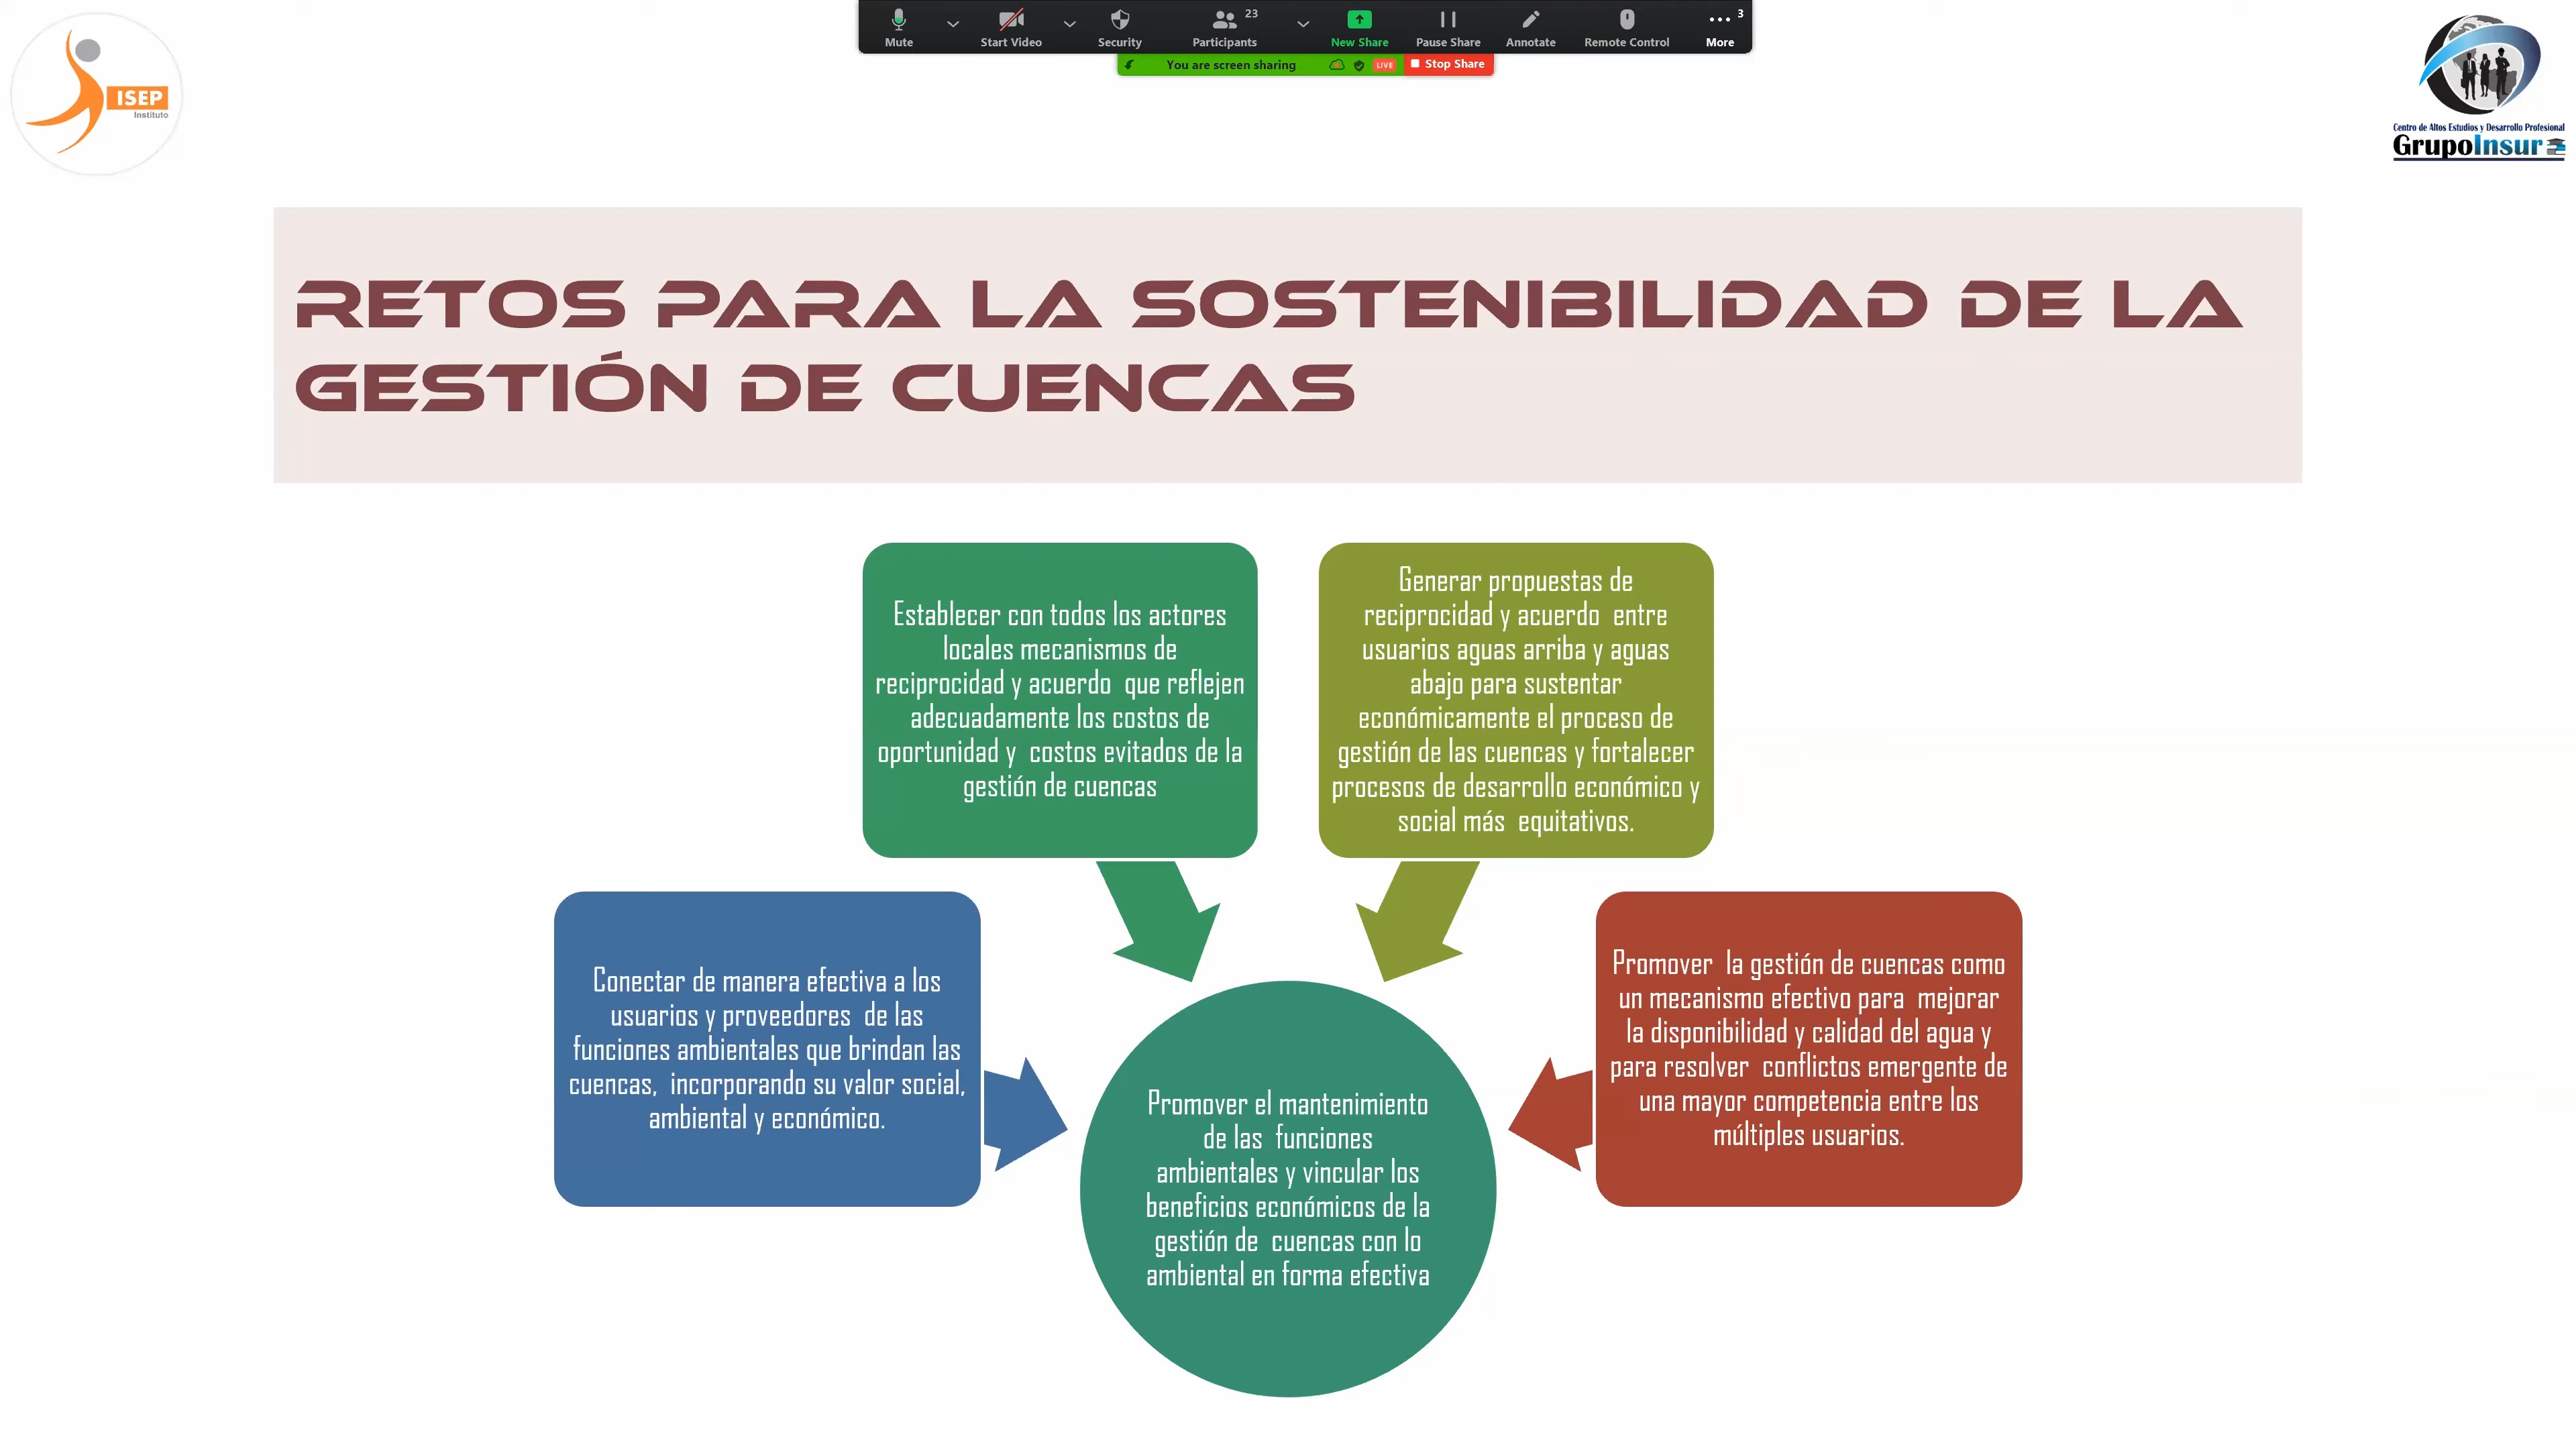 Mute
Start Video
Security
Participants
23
New Share
Pause Share
Annotate
Remote Control
More
3
You are screen sharing
LIVE
Stop Share
ISEP
Instituto
Centro de Altos Estudios y Desarrollo Profesional
GrupoInsur
RETOS PARA LA SOSTENIBILIDAD DE LA
GESTIÓN DE CUENCAS
Establecer con todos los actores
locales mecanismos de
reciprocidad y acuerdo que reflejen
adecuadamente los costos de
oportunidad y costos evitados de la
gestión de cuencas
Generar propuestas de
reciprocidad y acuerdo entre
usuarios aguas arriba y aguas
abajo para sustentar
económicamente el proceso de
gestión de las cuencas y fortalecer
procesos de desarrollo económico y
social más equitativos.
Conectar de manera efectiva a los
usuarios y proveedores de las
funciones ambientales que brindan las
cuencas, incorporando su valor social,
ambiental y económico.
Promover la gestión de cuencas como
un mecanismo efectivo para mejorar
la disponibilidad y calidad del agua y
para resolver conflictos emergente de
una mayor competencia entre los
múltiples usuarios.
Promover el mantenimiento
de las funciones
ambientales y vincular los
beneficios económicos de la
gestión de cuencas con lo
ambiental en forma efectiva